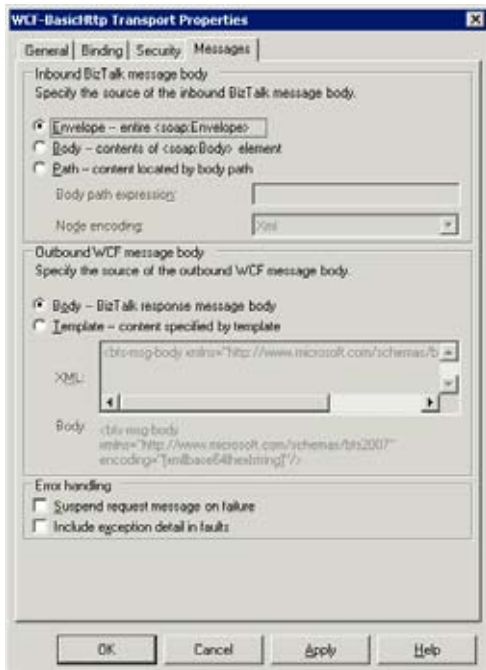 WCF-BasicHttp Transport Properties
General Binding Security Messages
Inbound BizTalk message body
Specify the source of the inbound BizTalk message body.
Envelope -- entire <soap:Envelope>
Body -- contents of <soap:Body> element
Path -- content located by body path
Body path expression:
Node encoding: Xml
Outbound WCF message body
Specify the source of the outbound WCF message body.
Body -- BizTalk response message body
Template -- content specified by template
<bts-msg-body xmlns="http://www.microsoft.com/schemas/b
XML:
Body <bts-msg-body
xmlns="http://www.microsoft.com/schemas/bts2007"
encoding="[xml|base64|hex|string]"/>
Error handling
Suspend request message on failure
Include exception detail in faults
OK Cancel Apply Help